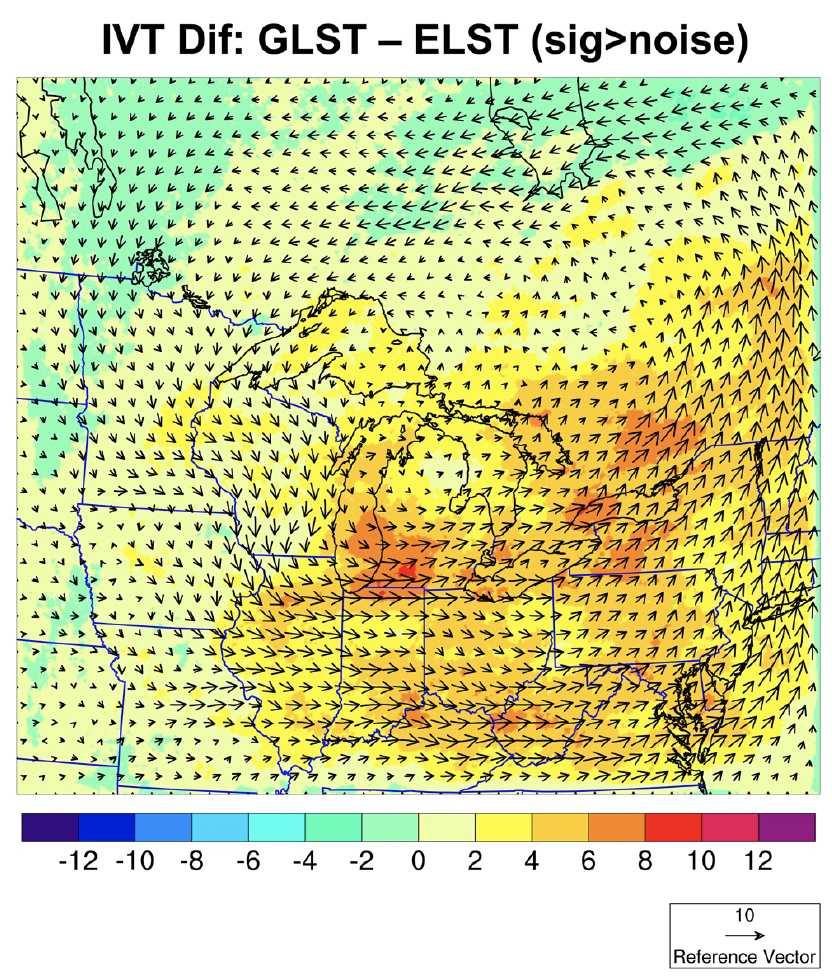 IVT Dif: GLST – ELST (sig>noise)
-12 -10 -8 -6 -4 -2 0 2 4 6 8 10 12
10
Reference Vector